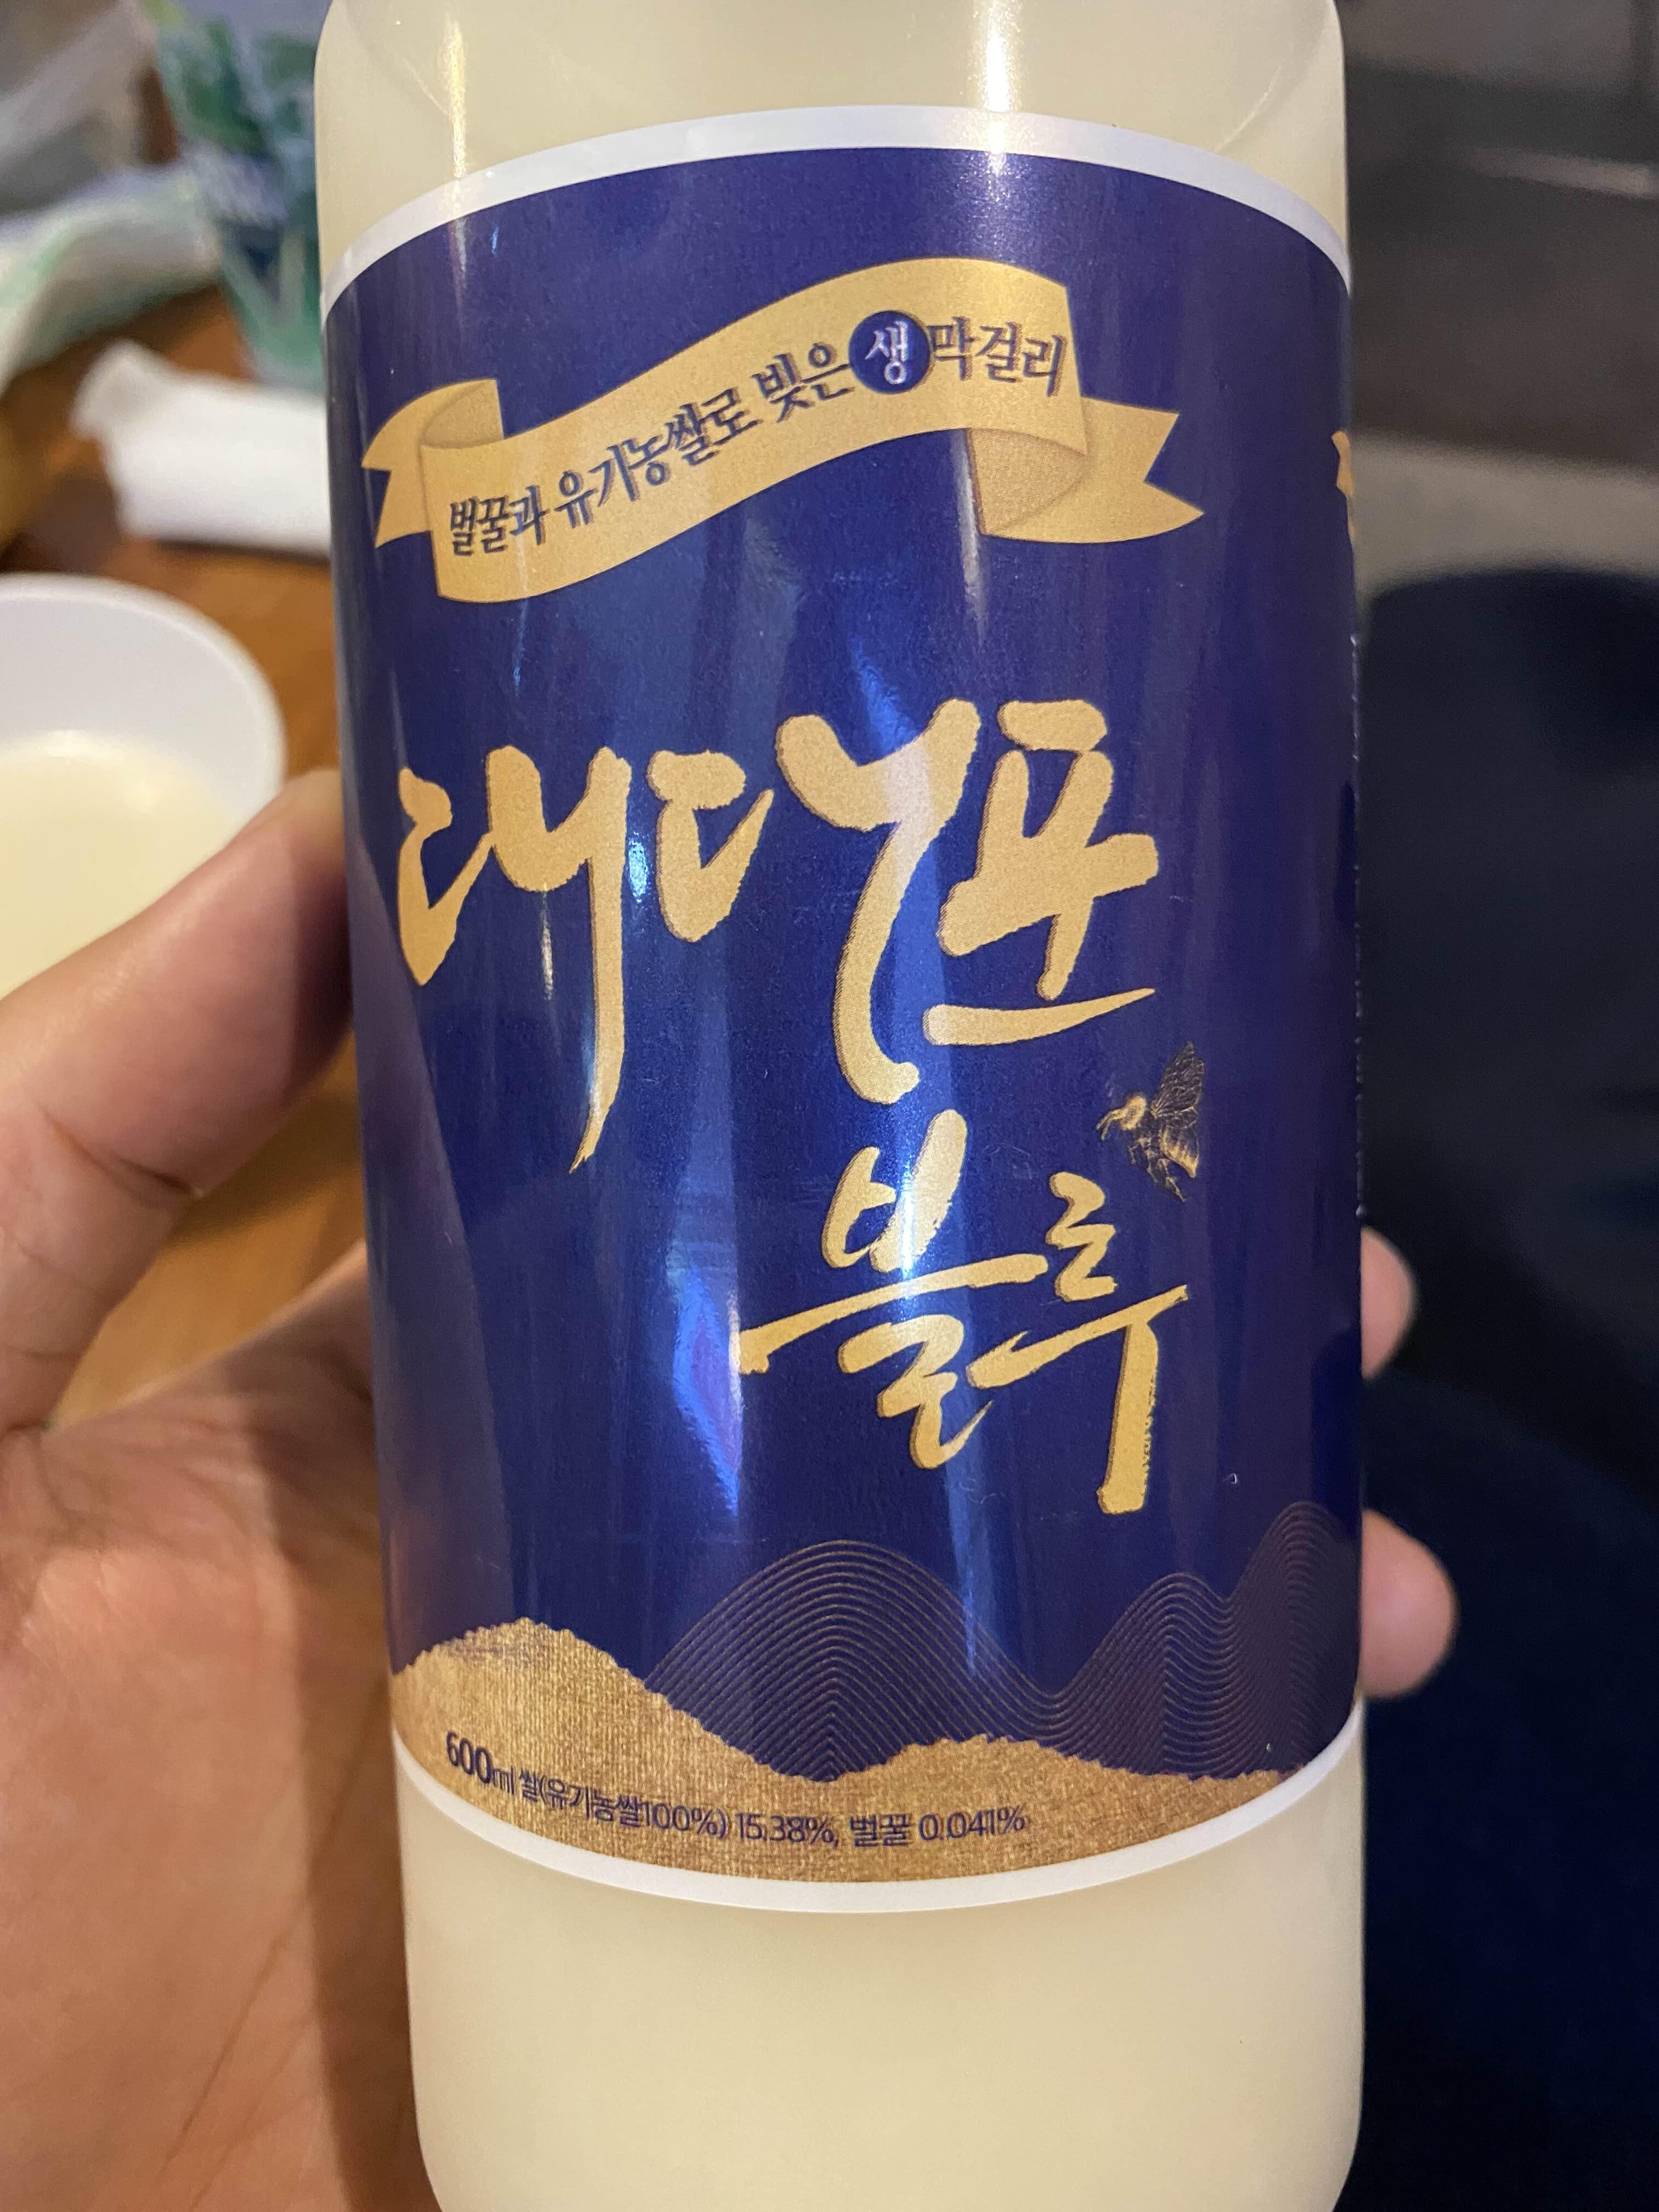 벌꿀과 유기농쌀로 빚은 생막걸리
대대포
블루
600ml 쌀(유기농쌀100%) 15.38%, 벌꿀 0.041%